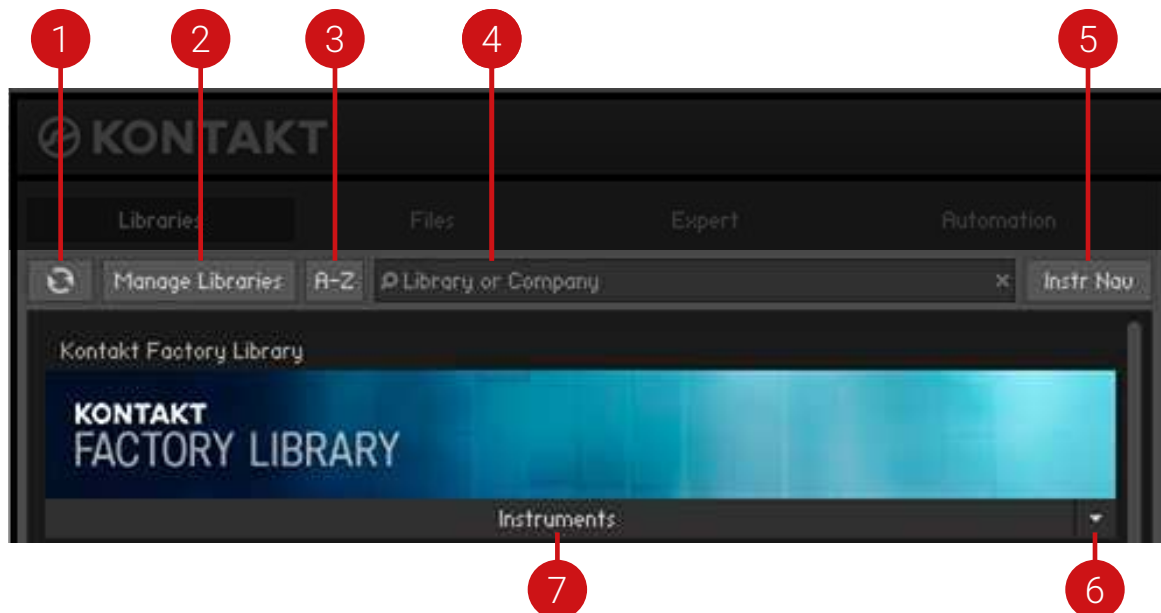 1 2 3 4 5
KONTAKT
Libraries Files Expert Automation
Manage Libraries A-Z Library or Company × Instr Nav
Kontakt Factory Library
KONTAKT
FACTORY LIBRARY
Instruments
7 6